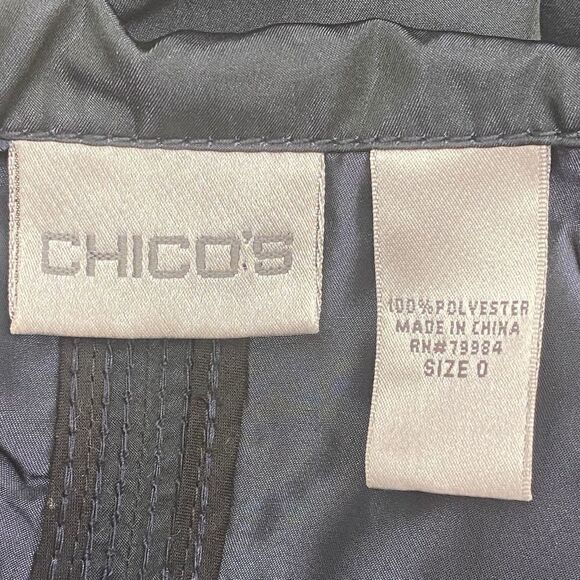 CHICO'S
100% POLYESTER
MADE IN CHINA
RN#79984
SIZE 0